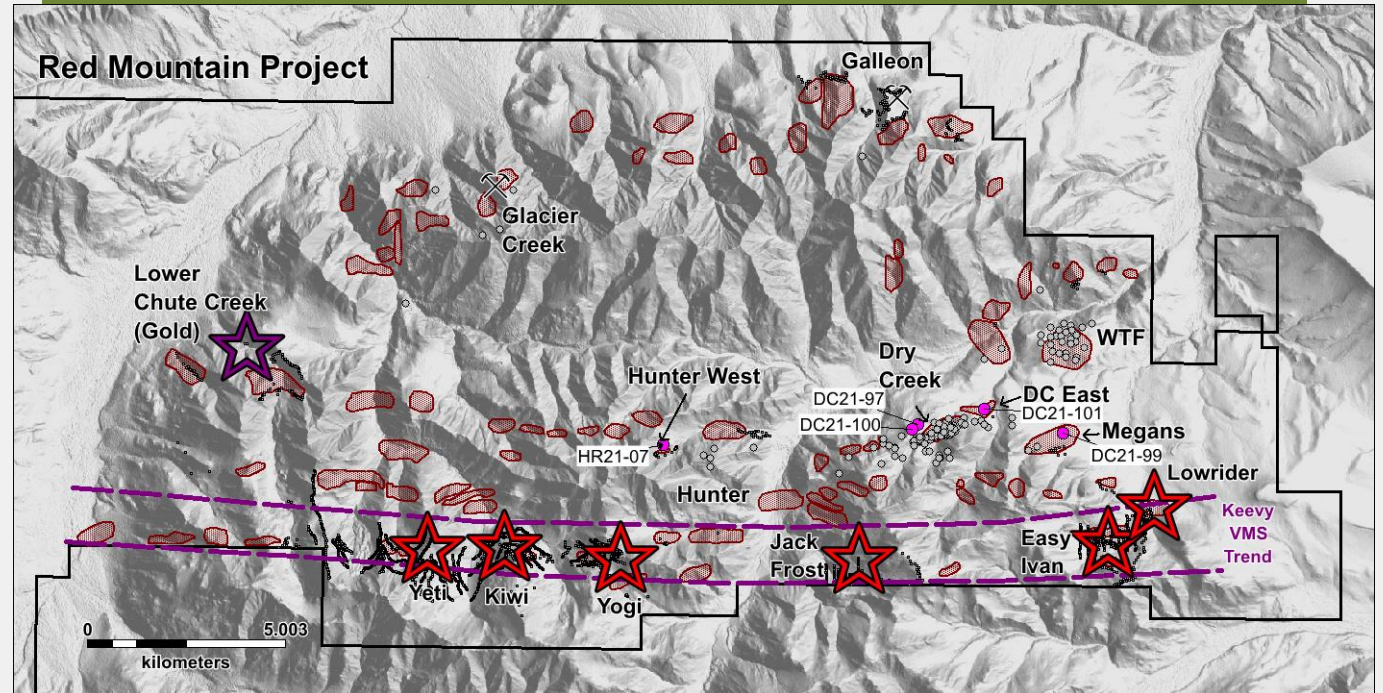 Red Mountain Project
Galleon
Glacier
Creek
Lower
Chute Creek
(Gold)
WTF
Dry
Creek
Hunter West
DC21-97
DC East
DC21-101
DC21-100
Megans
HR21-07
DC21-99
Lowrider
Hunter
Keevy
VMS
Trend
Jack
Frost
Easy
Ivan
Yeti
Kiwi
Yogi
0 5.003
kilometers